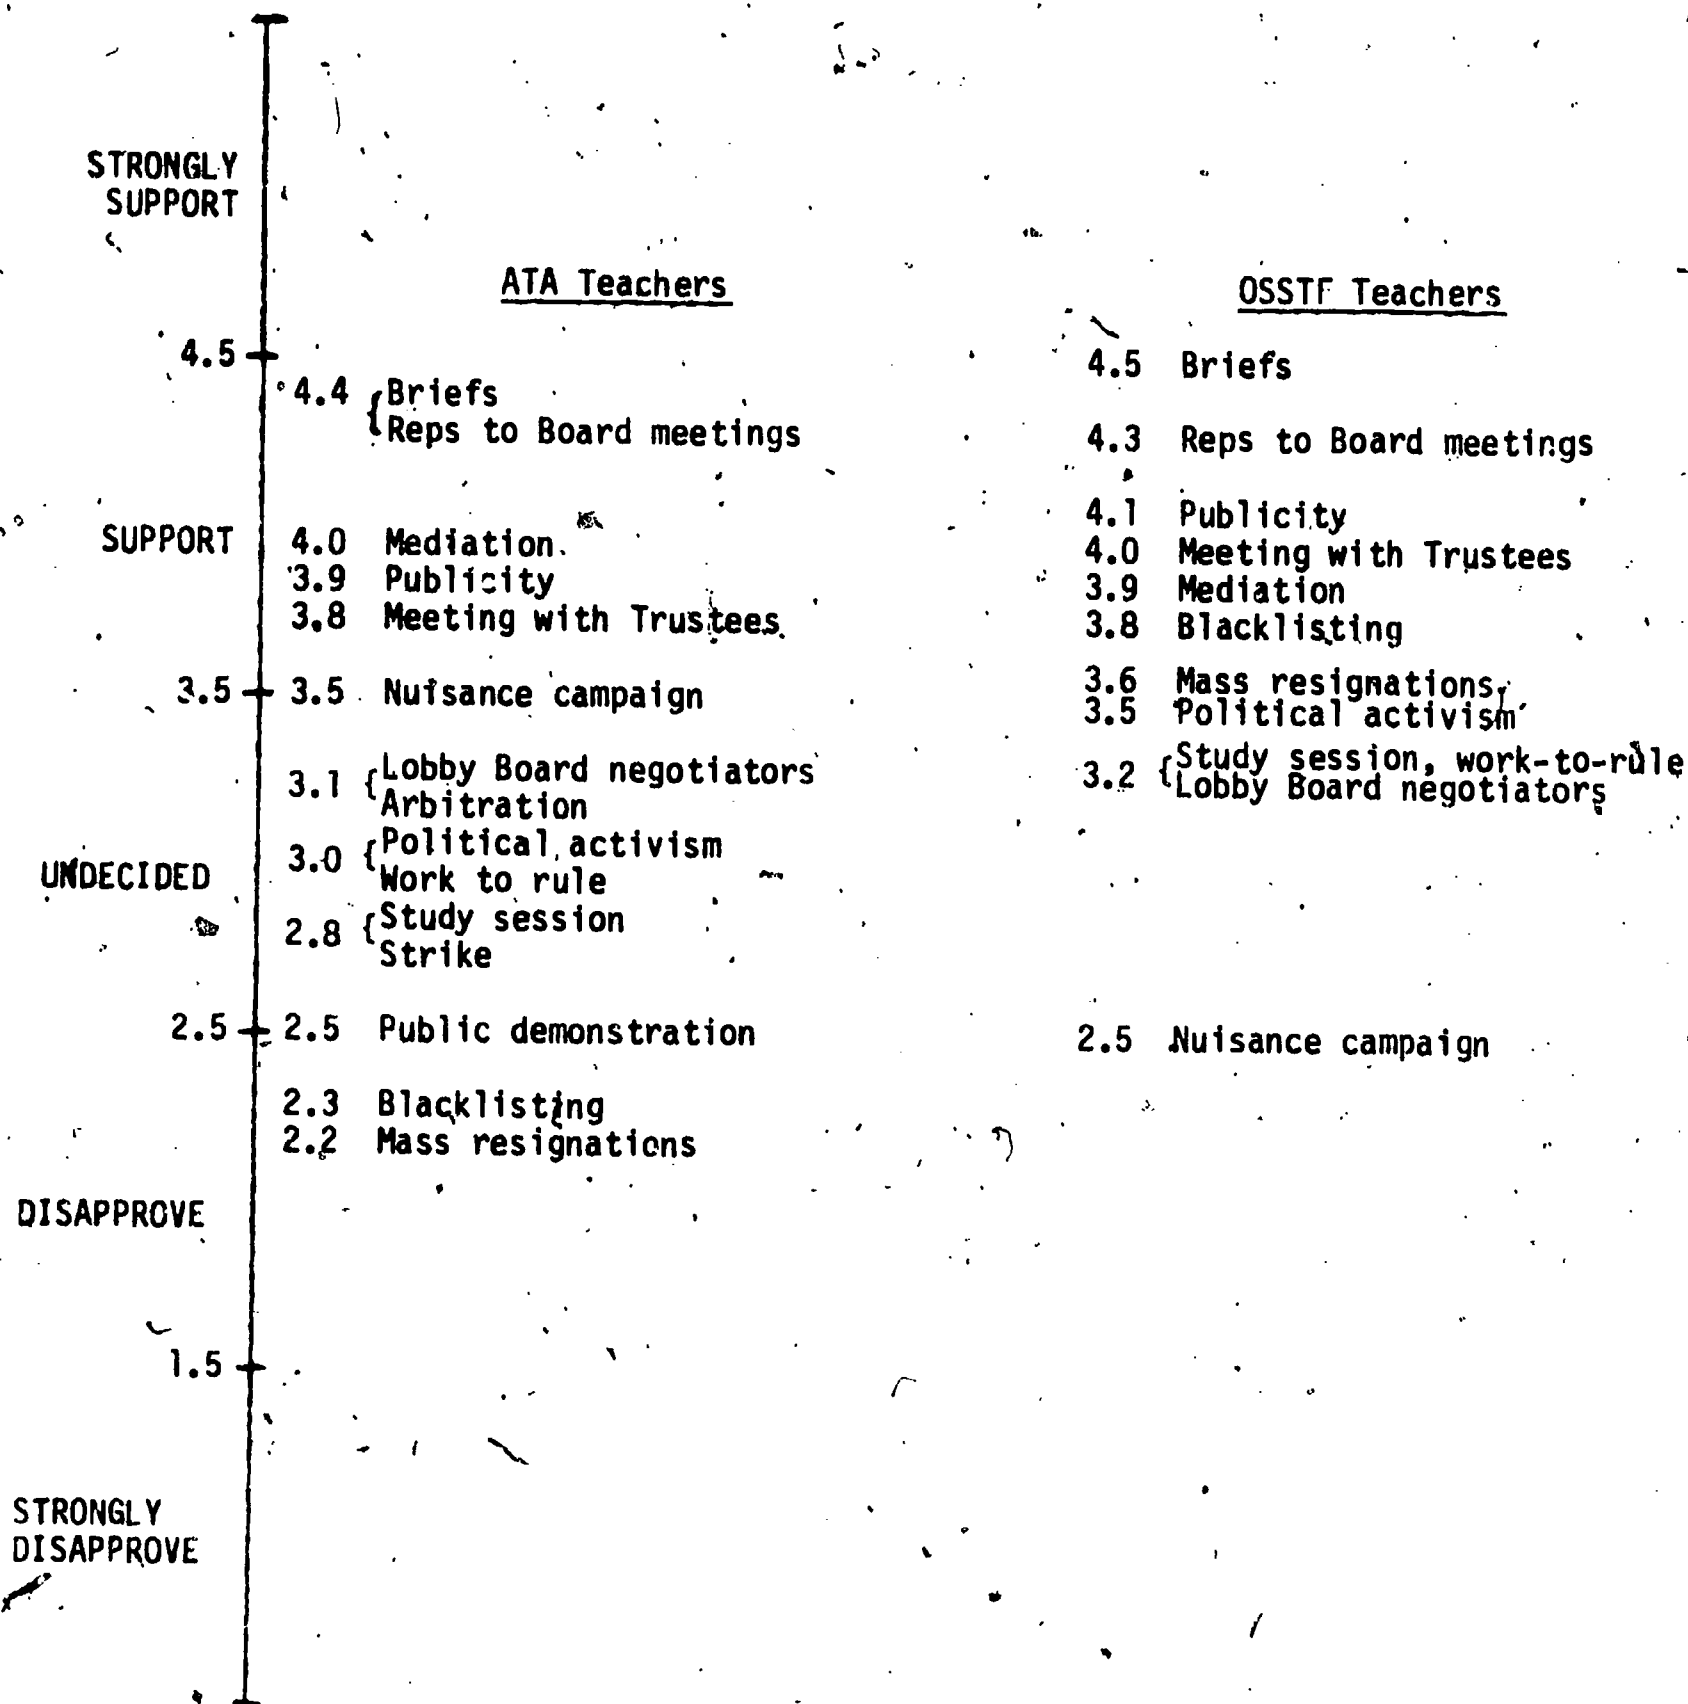 STRONGLY
SUPPORT
ATA Teachers
OSSTF Teachers
4.5
4.4 {Briefs
Reps to Board meetings
4.5 Briefs
4.3 Reps to Board meetings
4.1 Publicity
SUPPORT
4.0 Mediation
3.9 Publicity
3.8 Meeting with Trustees
4.0 Meeting with Trustees
3.9 Mediation
3.8 Blacklisting
3.5
3.5 Nuisance campaign
3.6 Mass resignations,
3.5 Political activism
3.1 {Lobby Board negotiators
Arbitration
3.2 {Study session, work-to-rule
Lobby Board negotiators
UNDECIDED
3.0 {Political activism
Work to rule
2.8 {Study session
Strike
2.5
2.5 Public demonstration
2.5 Nuisance campaign
2.3 Blacklisting
2.2 Mass resignations
DISAPPROVE
1.5
STRONGLY
DISAPPROVE